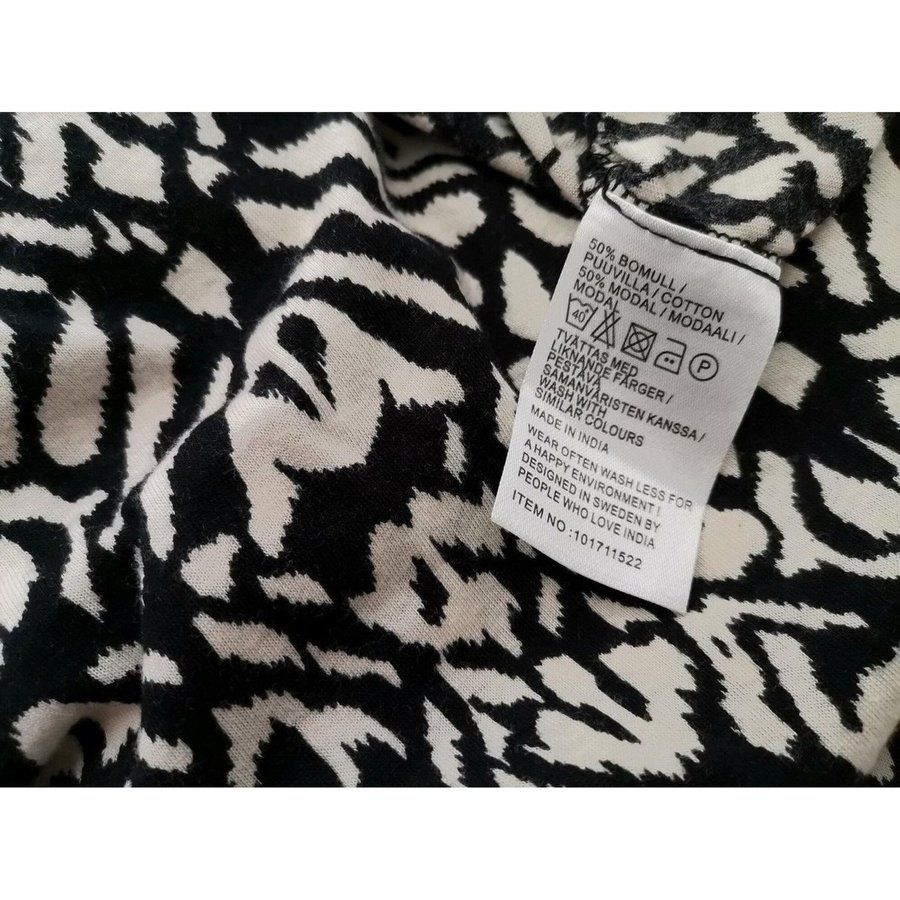 50% BOMULL /
PUUVILLA / COTTON
50% MODAL / MODAALI /
MODAL
40 P
TVÄTTAS MED
LIKNANDE FÄRGER /
PESTÄVÄ
SAMANVÄRISTEN KANSSA /
WASH WITH
SIMILAR COLOURS
MADE IN INDIA
WEAR OFTEN WASH LESS FOR
A HAPPY ENVIRONMENT !
DESIGNED IN SWEDEN BY
PEOPLE WHO LOVE INDIA
ITEM NO :101711522